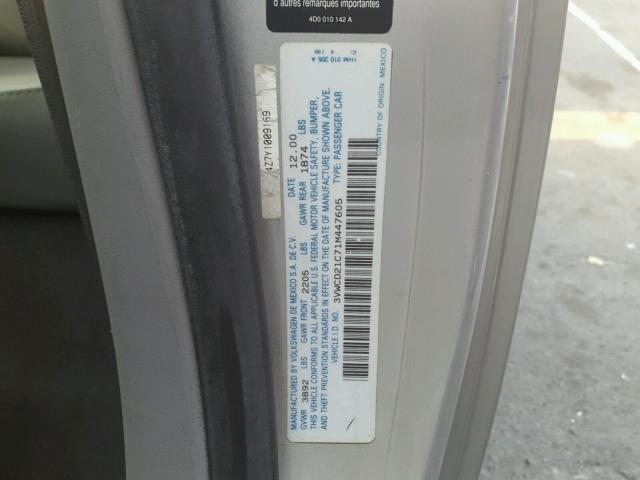 d'autres remarques importantes
4D0 010 142 A
4Z7Y1009169
MANUFACTURED BY VOLKSWAGEN DE MEXICO S.A. DE C.V. DATE 12.00
GVWR 3892 LBS GAWR FRONT 2205 LBS GAWR REAR 1874 LBS
THIS VEHICLE CONFORMS TO ALL APPLICABLE U.S. FEDERAL MOTOR VEHICLE SAFETY, BUMPER,
AND THEFT PREVENTION STANDARDS IN EFFECT ON THE DATE OF MANUFACTURE SHOWN ABOVE.
VEHICLE I.D. NO. 3VWCD21C71M447605 TYPE: PASSENGER CAR
COUNTRY OF ORIGIN: MEXICO
1HM 010 205 A